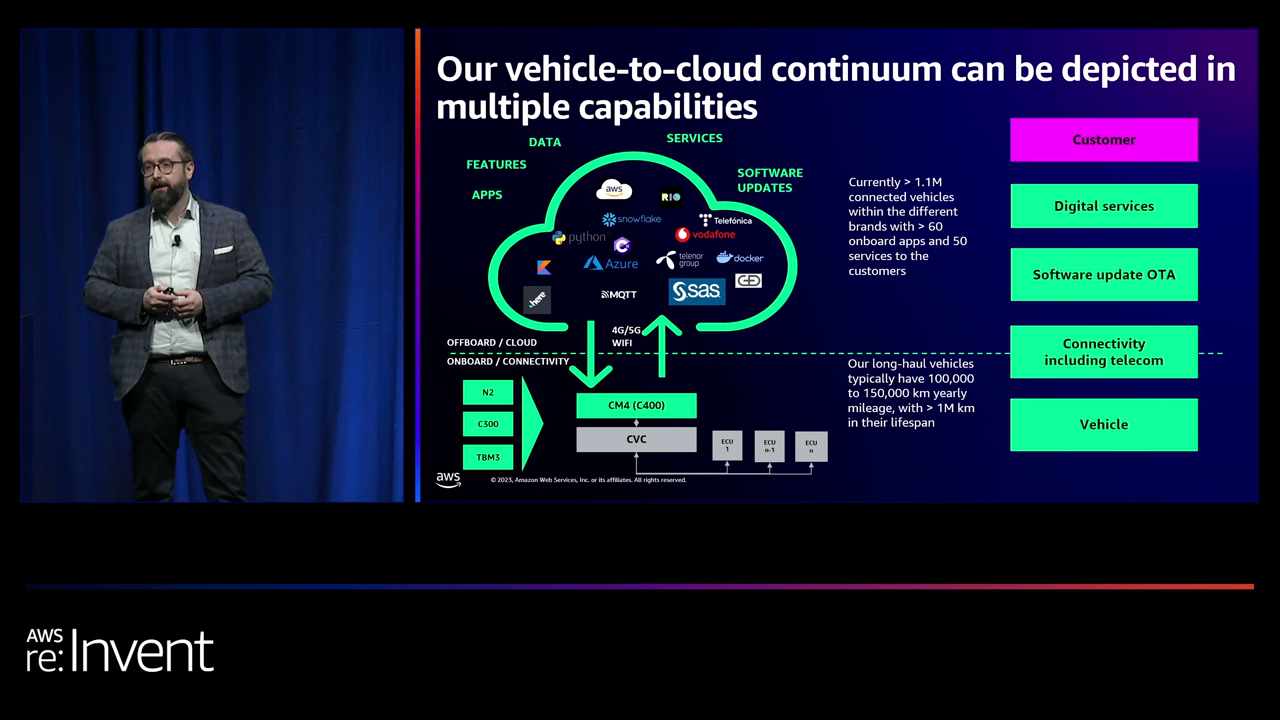 Our vehicle-to-cloud continuum can be depicted in
multiple capabilities
DATA
SERVICES
FEATURES
APPS
SOFTWARE
UPDATES
aws
RIO
snowflake
Telefónica
python
vodafone
C
Azure
telenor
group
docker
here
MQTT
sas
4G/5G
WIFI
OFFBOARD / CLOUD
ONBOARD / CONNECTIVITY
N2
C300
TBM3
CM4 (C400)
CVC
ECU
1
ECU
n-1
ECU
n
Currently > 1.1M
connected vehicles
within the different
brands with > 60
onboard apps and 50
services to the
customers
Our long-haul vehicles
typically have 100,000
to 150,000 km yearly
mileage, with > 1M km
in their lifespan
Customer
Digital services
Software update OTA
Connectivity
including telecom
Vehicle
aws
© 2023, Amazon Web Services, Inc. or its affiliates. All rights reserved.
AWS
re:Invent